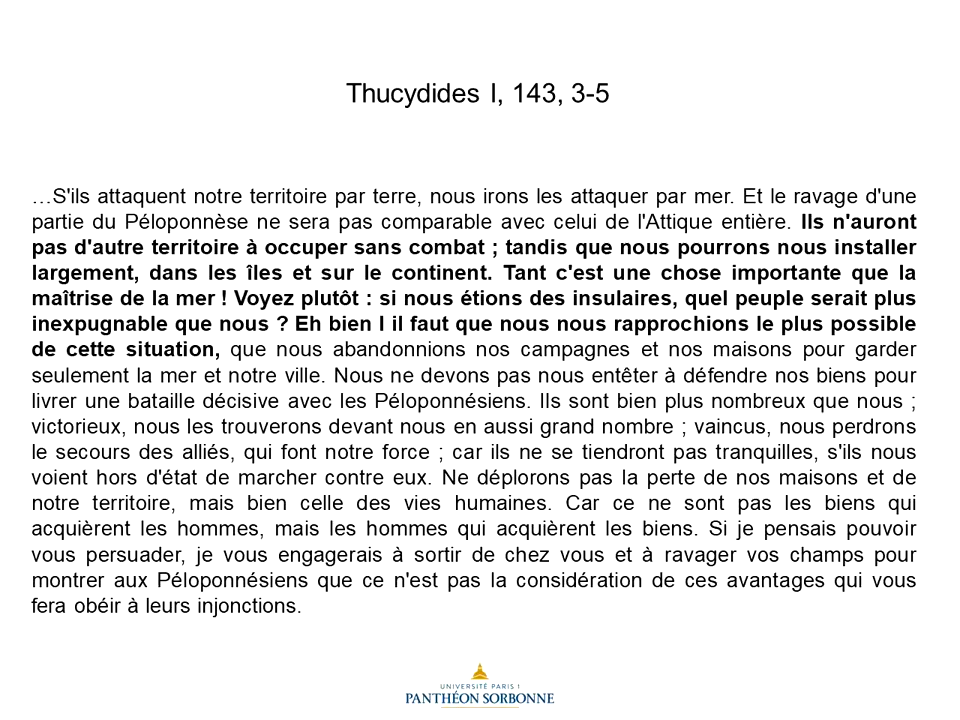 Thucydides I, 143, 3-5
…S'ils attaquent notre territoire par terre, nous irons les attaquer par mer. Et le ravage d'une
partie du Péloponnèse ne sera pas comparable avec celui de l'Attique entière. Ils n'auront
pas d'autre territoire à occuper sans combat ; tandis que nous pourrons nous installer
largement, dans les îles et sur le continent. Tant c'est une chose importante que la
maîtrise de la mer ! Voyez plutôt : si nous étions des insulaires, quel peuple serait plus
inexpugnable que nous ? Eh bien I il faut que nous nous rapprochions le plus possible
de cette situation, que nous abandonnions nos campagnes et nos maisons pour garder
seulement la mer et notre ville. Nous ne devons pas nous entêter à défendre nos biens pour
livrer une bataille décisive avec les Péloponnésiens. Ils sont bien plus nombreux que nous ;
victorieux, nous les trouverons devant nous en aussi grand nombre ; vaincus, nous perdrons
le secours des alliés, qui font notre force ; car ils ne se tiendront pas tranquilles, s'ils nous
voient hors d'état de marcher contre eux. Ne déplorons pas la perte de nos maisons et de
notre territoire, mais bien celle des vies humaines. Car ce ne sont pas les biens qui
acquièrent les hommes, mais les hommes qui acquièrent les biens. Si je pensais pouvoir
vous persuader, je vous engagerais à sortir de chez vous et à ravager vos champs pour
montrer aux Péloponnésiens que ce n'est pas la considération de ces avantages qui vous
fera obéir à leurs injonctions.
UNIVERSITÉ PARIS 1
PANTHÉON SORBONNE